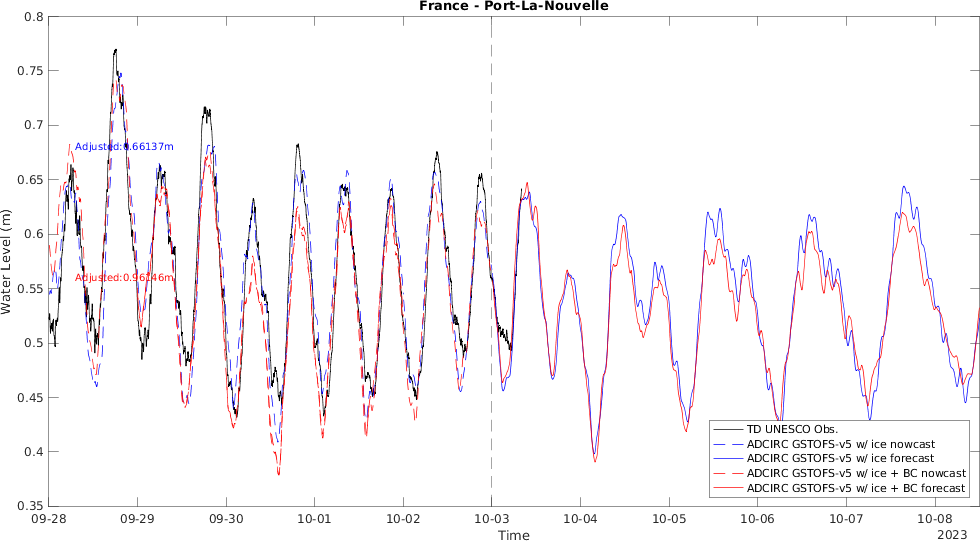 France - Port-La-Nouvelle
0.8
0.75
0.7
0.65
0.6
0.55
0.5
0.45
0.4
0.35
Water Level (m)
Adjusted:0.66137m
Adjusted:0.96146m
TD UNESCO Obs.
ADCIRC GSTOFS-v5 w/ ice nowcast
ADCIRC GSTOFS-v5 w/ ice forecast
ADCIRC GSTOFS-v5 w/ ice + BC nowcast
ADCIRC GSTOFS-v5 w/ ice + BC forecast
09-28 09-29 09-30 10-01 10-02 10-03 10-04 10-05 10-06 10-07 10-08
Time
2023